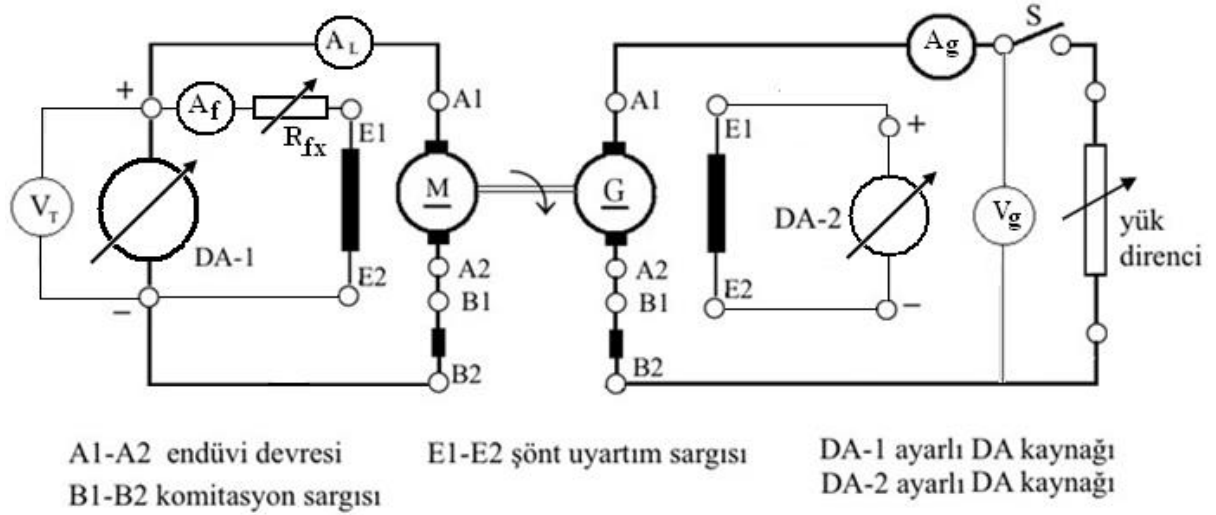 A_L
A_g
S
+
A_f
R_fx
E1
A1
A1
E1
+
V_T
DA-1
M
G
DA-2
V_g
yük
direnci
E2
A2
B1
A2
B1
E2
−
−
B2
B2
A1-A2 endüvi devresi
E1-E2 şönt uyartım sargısı
DA-1 ayarlı DA kaynağı
B1-B2 komitasyon sargısı
DA-2 ayarlı DA kaynağı